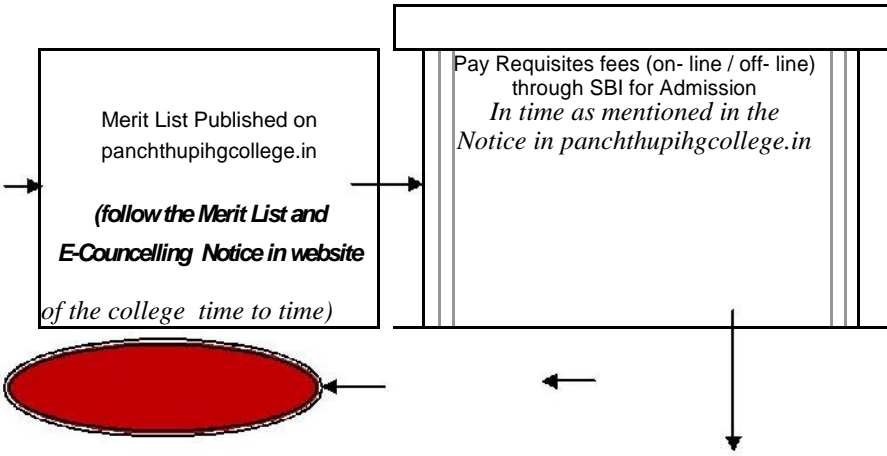 Merit List Published on
panchthupihgcollege.in
(follow the Merit List and
E-Councelling Notice in website
of the college time to time)
Pay Requisites fees (on- line / off- line)
through SBI for Admission
In time as mentioned in the
Notice in panchthupihgcollege.in